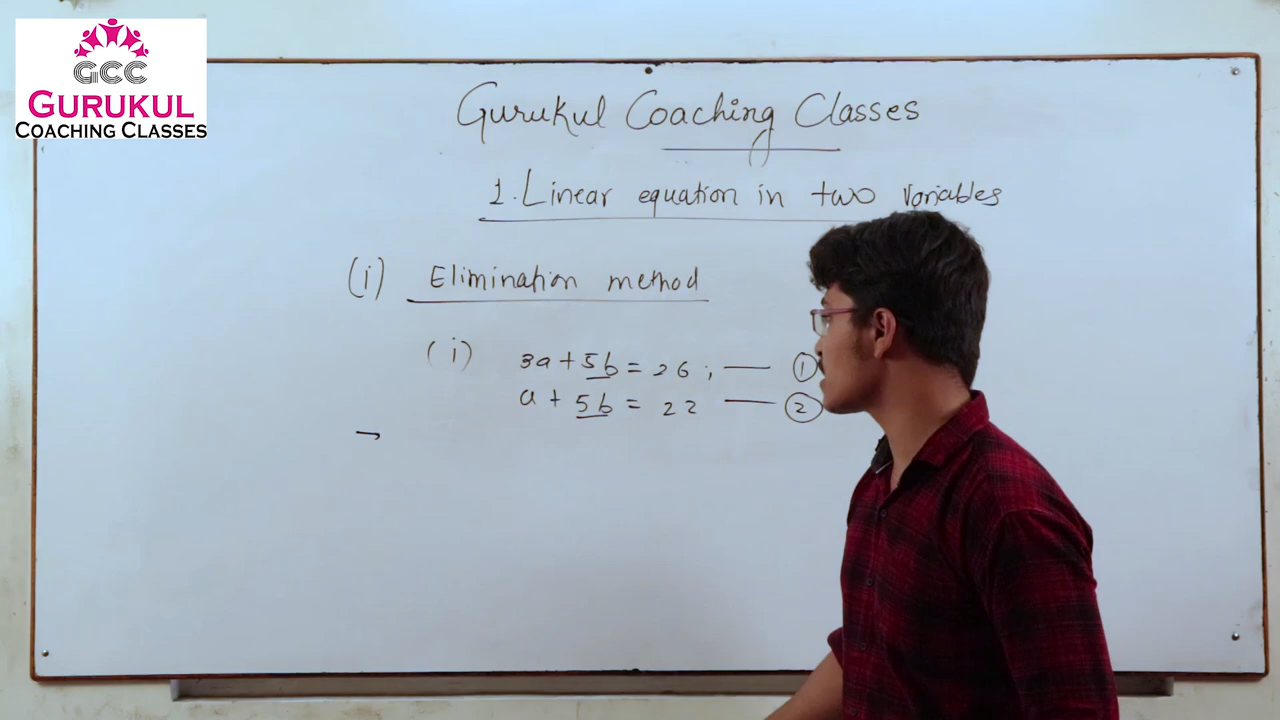 GCC
GURUKUL
COACHING CLASSES
Gurukul Coaching Classes
1. Linear equation in two variables
(i) Elimination method
(i) 3a + 5b = 26 ; — ①
a + 5b = 22 — ②
→